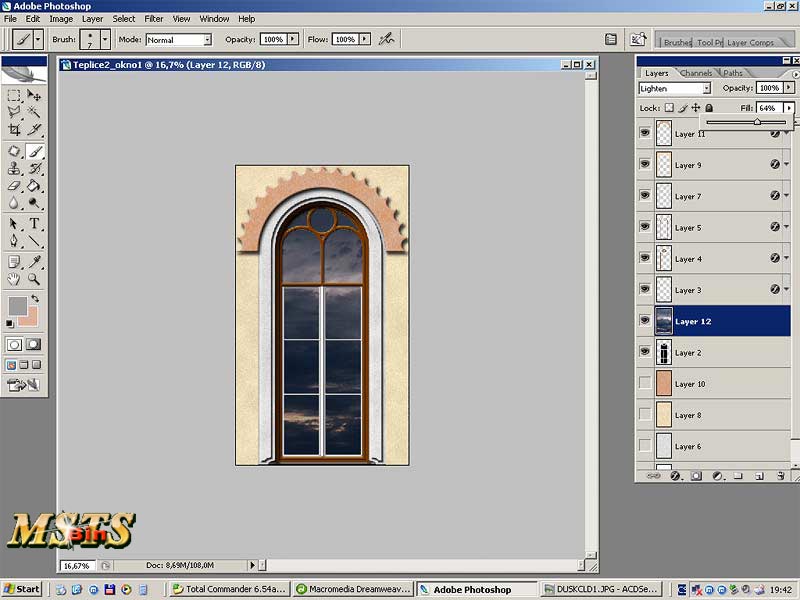 Adobe Photoshop
File Edit Image Layer Select Filter View Window Help
Brush: 7 Mode: Normal Opacity: 100% Flow: 100%
Brushes Tool Pr Layer Comps
Teplice2_okno1 @ 16,7% (Layer 12, RGB/8)
Layers Channels Paths
Lighten Opacity: 100%
Lock: Fill: 64%
Layer 11
Layer 9
Layer 7
Layer 5
Layer 4
Layer 3
Layer 12
Layer 2
Layer 10
Layer 8
Layer 6
MSTS
Bin
16,67% Doc: 8,69M/108,0M
Start Total Commander 6.54a... Macromedia Dreamweav... Adobe Photoshop DUSKCLD1.JPG - ACDSe... 19:42